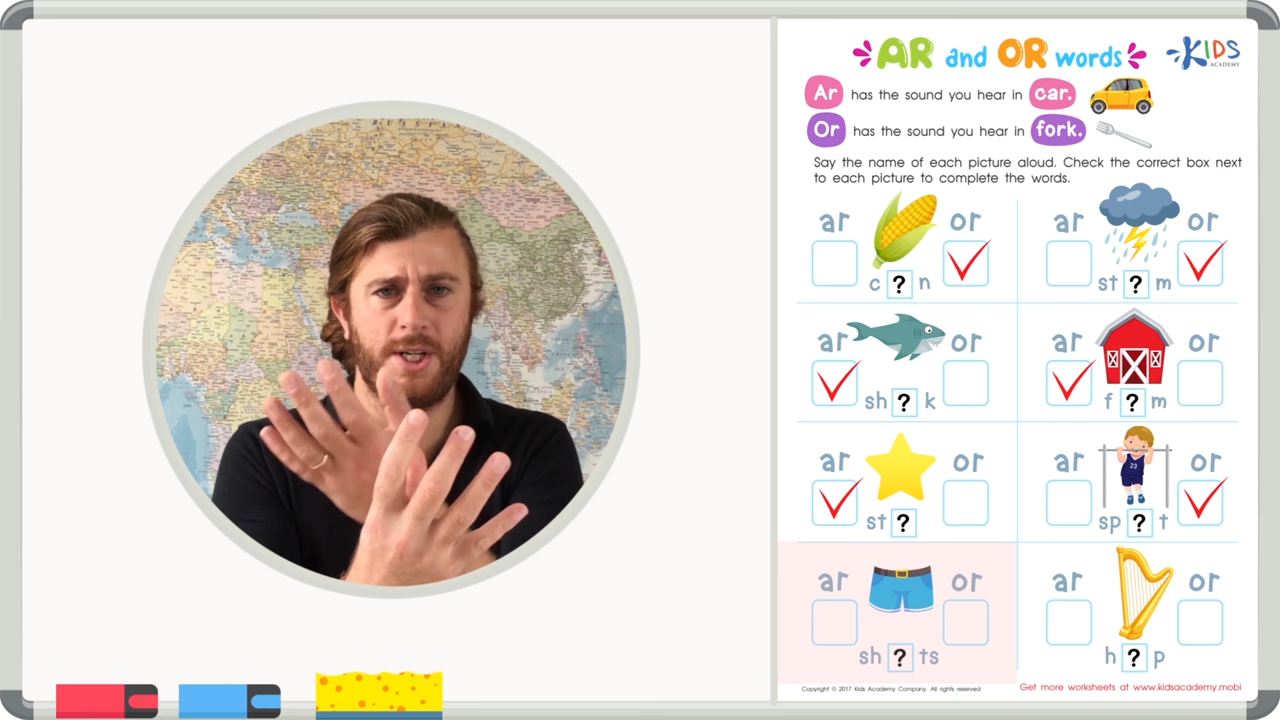 AR and OR words
KIDS
ACADEMY
Ar has the sound you hear in car.
Or has the sound you hear in fork.
Say the name of each picture aloud. Check the correct box next
to each picture to complete the words.
ar or
c ? n
ar or
st ? m
ar or
sh ? k
ar or
f ? m
ar or
st ?
ar or
23
sp ? t
ar or
sh ? ts
ar or
h ? p
Copyright © 2017 Kids Academy Company. All rights reserved
Get more worksheets at www.kidsacademy.mobi